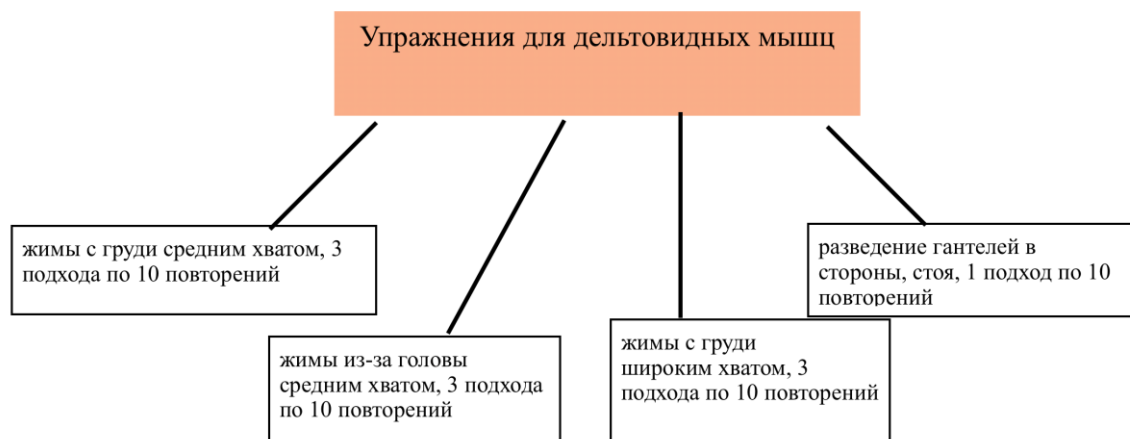 Упражнения для дельтовидных мышц
жимы с груди средним хватом, 3
подхода по 10 повторений
жимы из-за головы
средним хватом, 3 подхода
по 10 повторений
жимы с груди
широким хватом, 3
подхода по 10 повторений
разведение гантелей в
стороны, стоя, 1 подход по 10
повторений